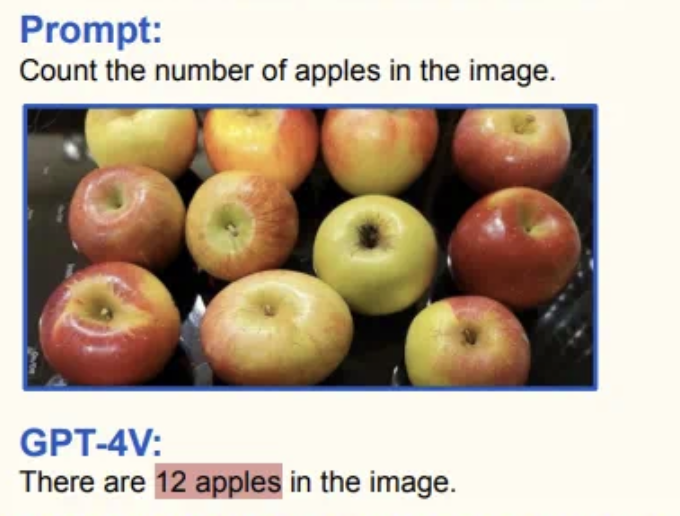 Prompt:
Count the number of apples in the image.
GPT-4V:
There are 12 apples in the image.